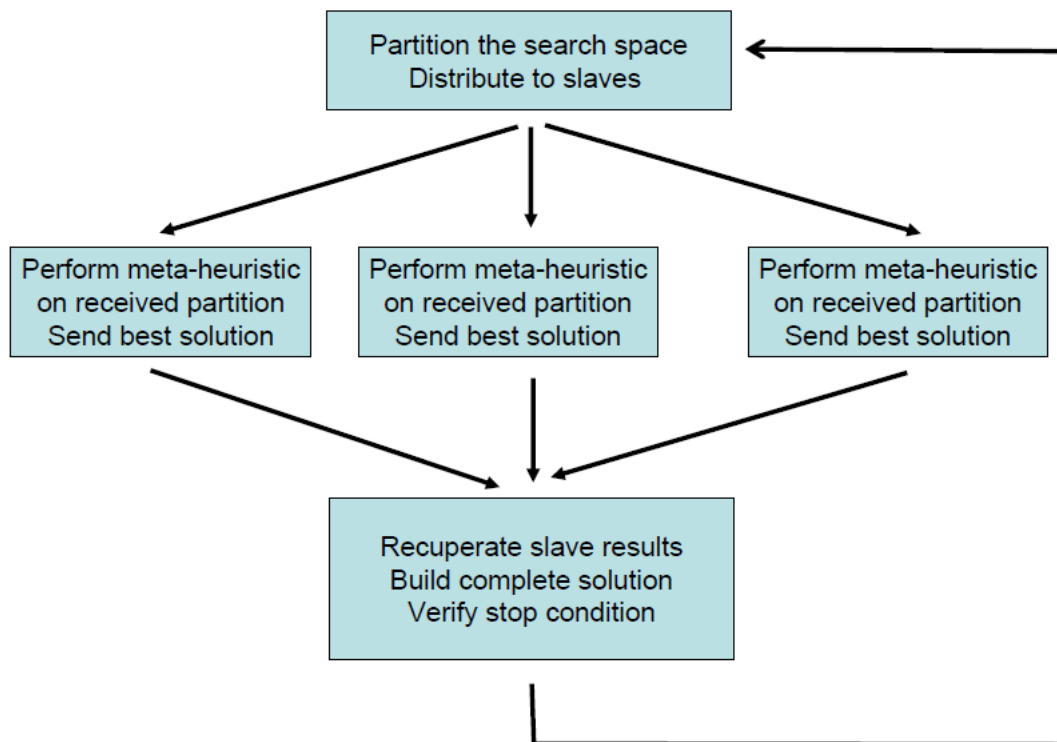 Partition the search space
Distribute to slaves
Perform meta-heuristic
on received partition
Send best solution
Perform meta-heuristic
on received partition
Send best solution
Perform meta-heuristic
on received partition
Send best solution
Recuperate slave results
Build complete solution
Verify stop condition